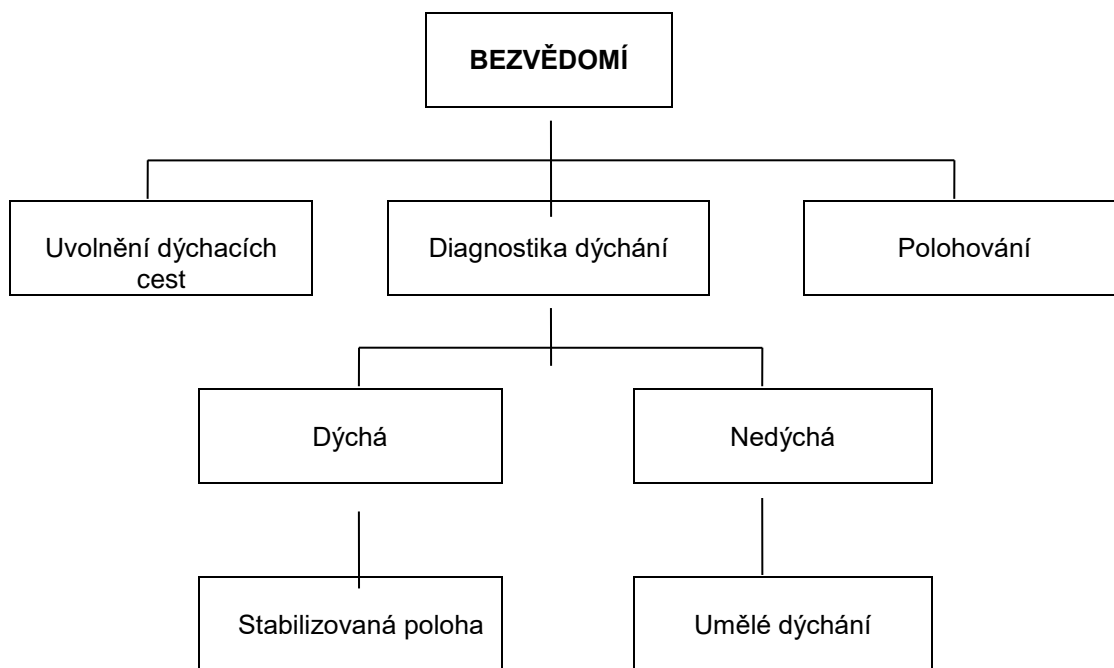 BEZVĚDOMÍ
Uvolnění dýchacích
cest
Diagnostika dýchání
Polohování
Dýchá
Nedýchá
Stabilizovaná poloha
Umělé dýchání